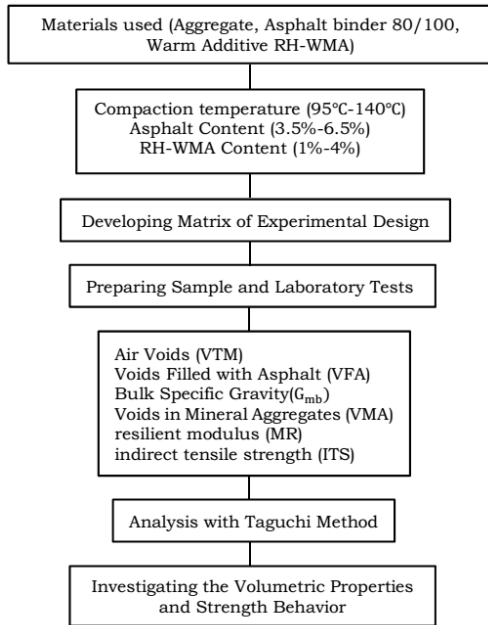 Materials used (Aggregate, Asphalt binder 80/100,
Warm Additive RH-WMA)
Compaction temperature (95℃-140℃)
Asphalt Content (3.5%-6.5%)
RH-WMA Content (1%-4%)
Developing Matrix of Experimental Design
Preparing Sample and Laboratory Tests
Air Voids (VTM)
Voids Filled with Asphalt (VFA)
Bulk Specific Gravity(Gmb)
Voids in Mineral Aggregates (VMA)
resilient modulus (MR)
indirect tensile strength (ITS)
Analysis with Taguchi Method
Investigating the Volumetric Properties
and Strength Behavior